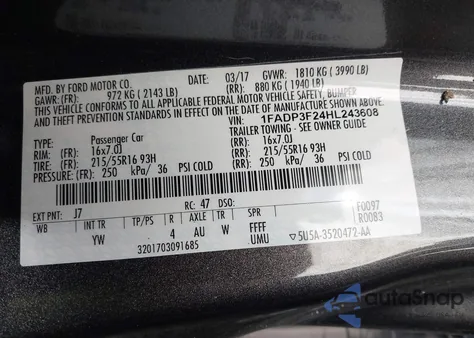 MFD. BY FORD MOTOR CO.
03/17 GVWR: 1810 KG ( 3990 LB)
GAWR: (FR) 972 KG ( 2143 LB) (RR) 880 KG ( 1940 LB)
THIS VEHICLE CONFORMS TO ALL APPLICABLE FEDERAL MOTOR VEHICLE SAFETY, BUMPER
AND THEFT PREVENTION STANDARDS IN EFFECT ON THE DATE OF MANUFACTURE SHOWN ABOVE.
VIN: 1FADP3F24HL243608
TYPE: Passenger Car TRAILER TOWING - SEE OWNER GUIDE
RIM: (FR) 16x7.0J (RR) 16x7.0J
TIRE: (FR) 215/55R16 93H (RR) 215/55R16 93H
PRESSURE: (FR) 250 kPa/ 36 PSI COLD (RR) 250 kPa/ 36 PSI COLD
RC: 47 DSO: F0097
EXT PNT: J7 R0083
WB INT TR TP/PS R AXLE TR SPR
YW 4 AU W FFFF
3201703091685 UMU 5U5A-3520472-AA
autoSnap